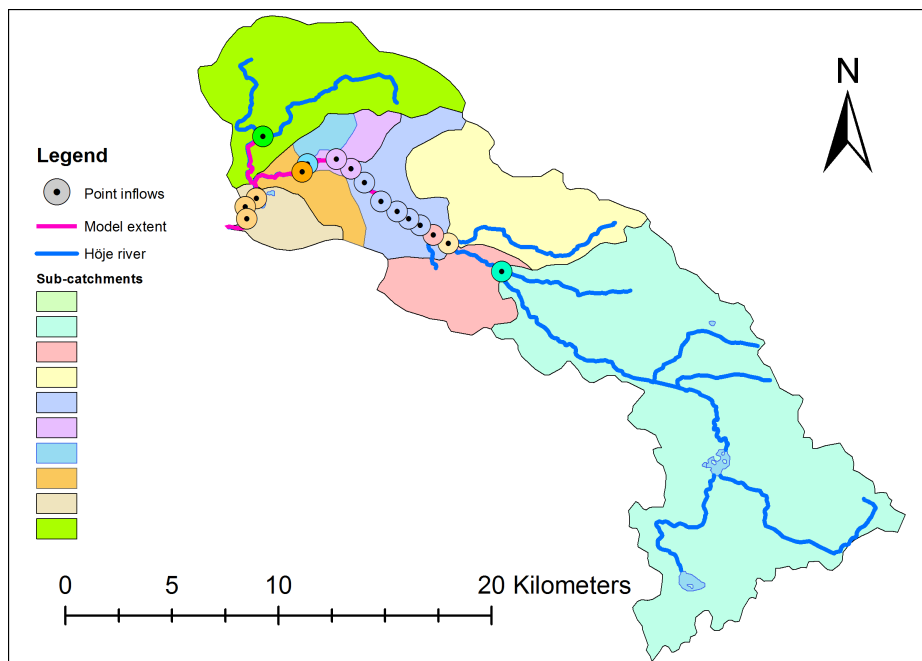 N
Legend
Point inflows
Model extent
Höje river
Sub-catchments
0 5 10 20 Kilometers